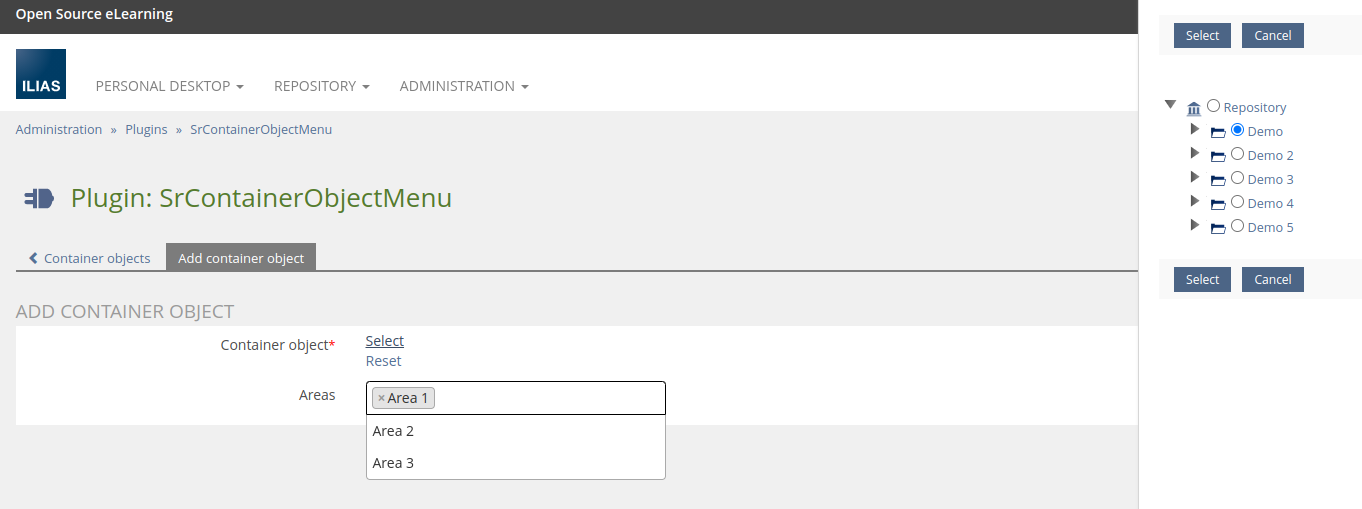 Open Source eLearning
ILIAS
PERSONAL DESKTOP REPOSITORY ADMINISTRATION
Administration » Plugins » SrContainerObjectMenu
Plugin: SrContainerObjectMenu
Container objects Add container object
ADD CONTAINER OBJECT
Container object* Select
Reset
Areas ×Area 1
Area 2
Area 3
Select Cancel
Repository
Demo
Demo 2
Demo 3
Demo 4
Demo 5
Select Cancel